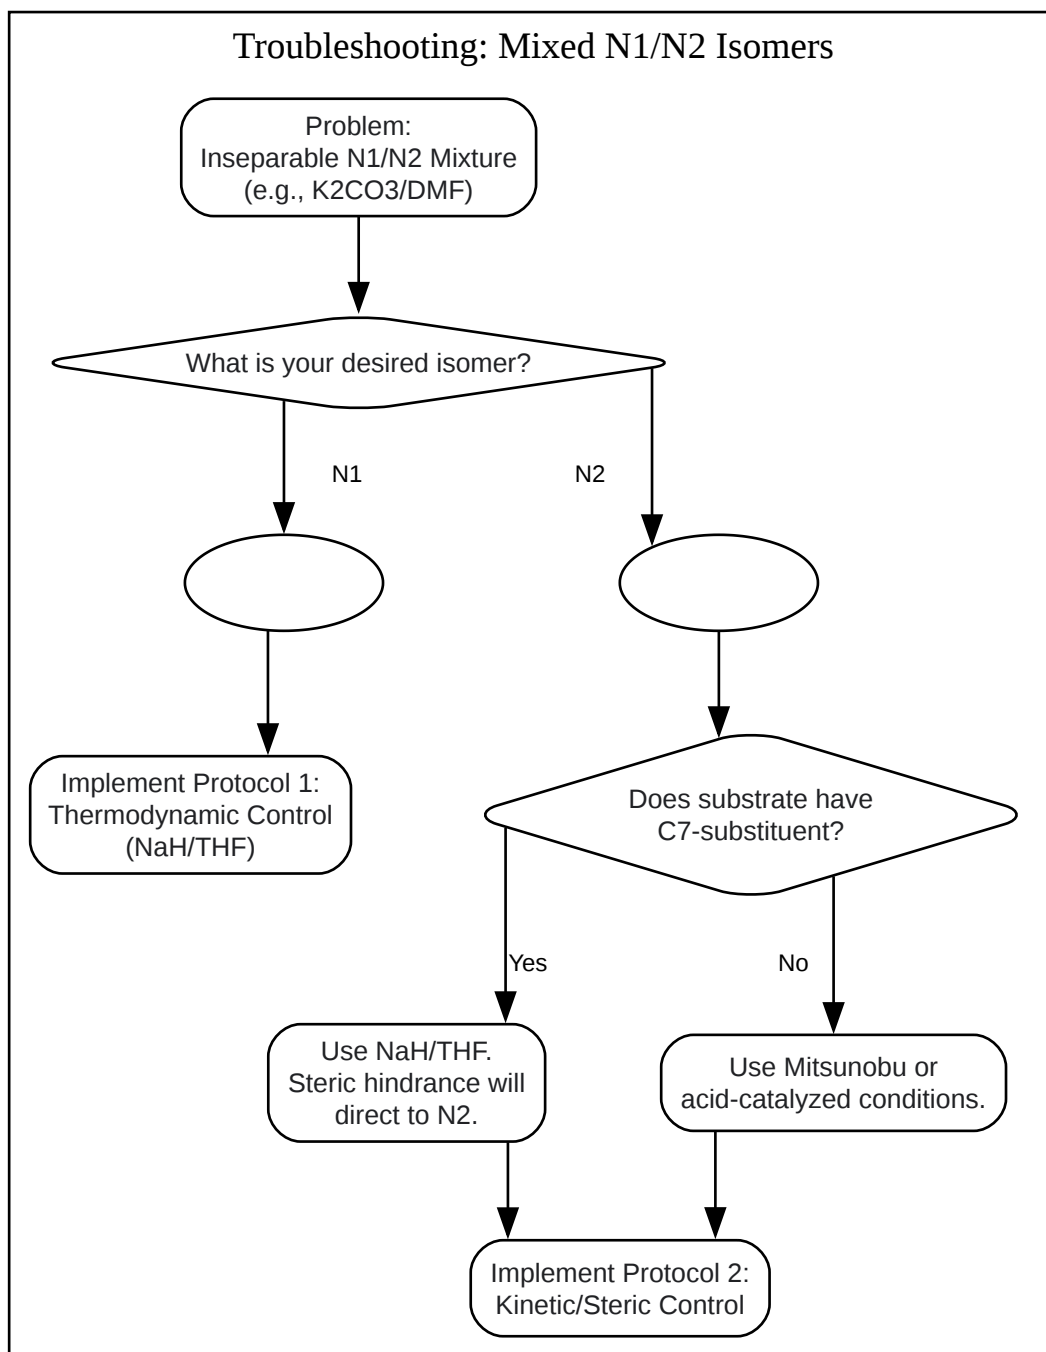 Troubleshooting: Mixed N1/N2 Isomers
Problem:
Inseparable N1/N2 Mixture
(e.g., K2CO3/DMF)
What is your desired isomer?
N1
N2
Implement Protocol 1:
Thermodynamic Control
(NaH/THF)
Does substrate have
C7-substituent?
Yes
No
Use NaH/THF.
Steric hindrance will
direct to N2.
Use Mitsunobu or
acid-catalyzed conditions.
Implement Protocol 2:
Kinetic/Steric Control